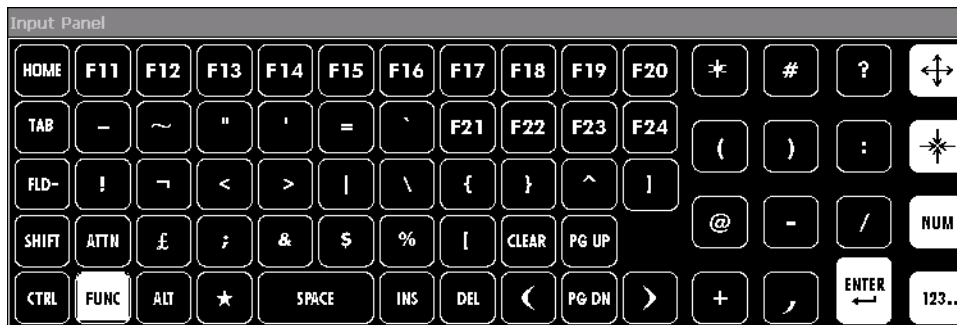 Input Panel
HOME F11 F12 F13 F14 F15 F16 F17 F18 F19 F20 * # ?
TAB — ~ " ' = ` F21 F22 F23 F24 ( ) :
FLD- ! ¬ < > | \ { } ^ ]
SHIFT ATTN £ ; & $ % [ CLEAR PG UP @ - / NUM
CTRL FUNC ALT ★ SPACE INS DEL ( PG DN ) + , ENTER 123..